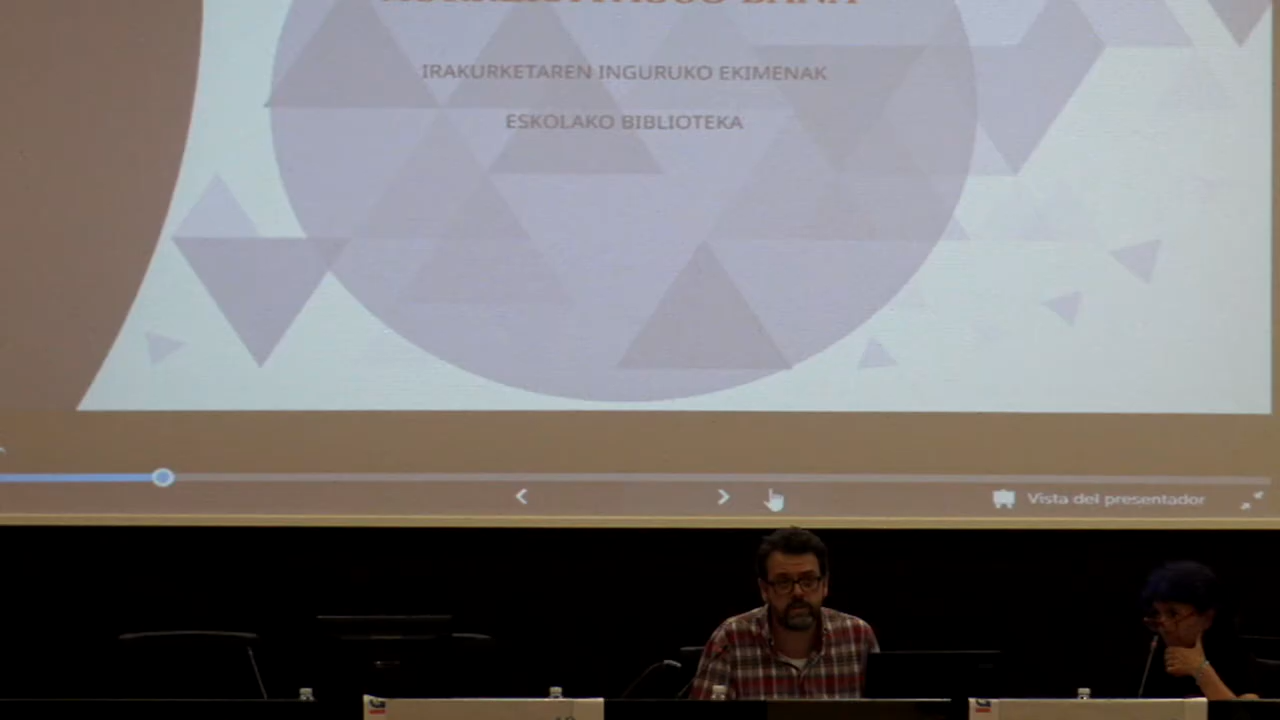 IRAKURKETAREN INGURUKO EKIMENAK
ESKOLAKO BIBLIOTEKA
Vista del presentador